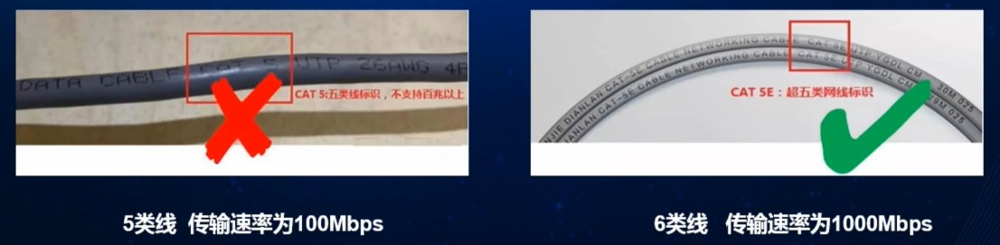 DATA CABLE CAT 5 UTP 26AWG 4P
CAT 5:五类线标识，不支持百兆以上
NJIE DIANLAN CAT-5E CABLE NETWORKING CABLE CAT 5E UTP YGDL CM 30M 025
DIANLAN CAT-5E CABLE NETWORKING CABLE CAT 5E UTP YGDL CM 29M 025
CAT 5E：超五类网线标识
5类线 传输速率为100Mbps
6类线 传输速率为1000Mbps